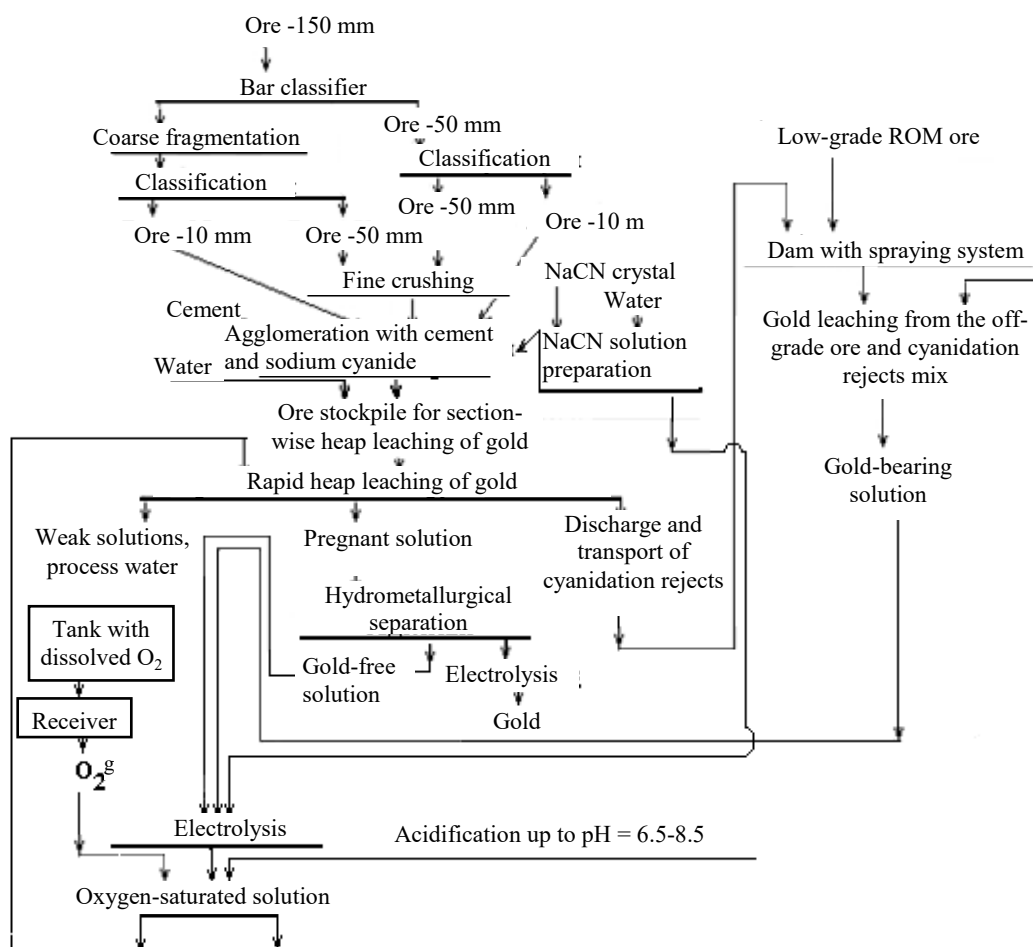 Ore -150 mm
Bar classifier
Coarse fragmentation
Ore -50 mm
Classification
Classification
Ore -50 mm
Ore -10 m
Ore -10 mm
Ore -50 mm
Fine crushing
NaCN crystal
Water
Cement
Agglomeration with cement
and sodium cyanide
Water
NaCN solution
preparation
Ore stockpile for section-
wise heap leaching of gold
Rapid heap leaching of gold
Weak solutions,
process water
Pregnant solution
Discharge and
transport of
cyanidation rejects
Hydrometallurgical
separation
Gold-free
solution
Electrolysis
Gold
Tank with
dissolved O₂
Receiver
O₂g
Electrolysis
Acidification up to pH = 6.5-8.5
Oxygen-saturated solution
Low-grade ROM ore
Dam with spraying system
Gold leaching from the off-
grade ore and cyanidation
rejects mix
Gold-bearing
solution